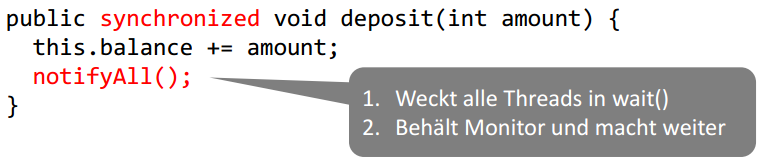 public synchronized void deposit(int amount) {
this.balance += amount;
notifyAll();
}
1. Weckt alle Threads in wait()
2. Behält Monitor und macht weiter